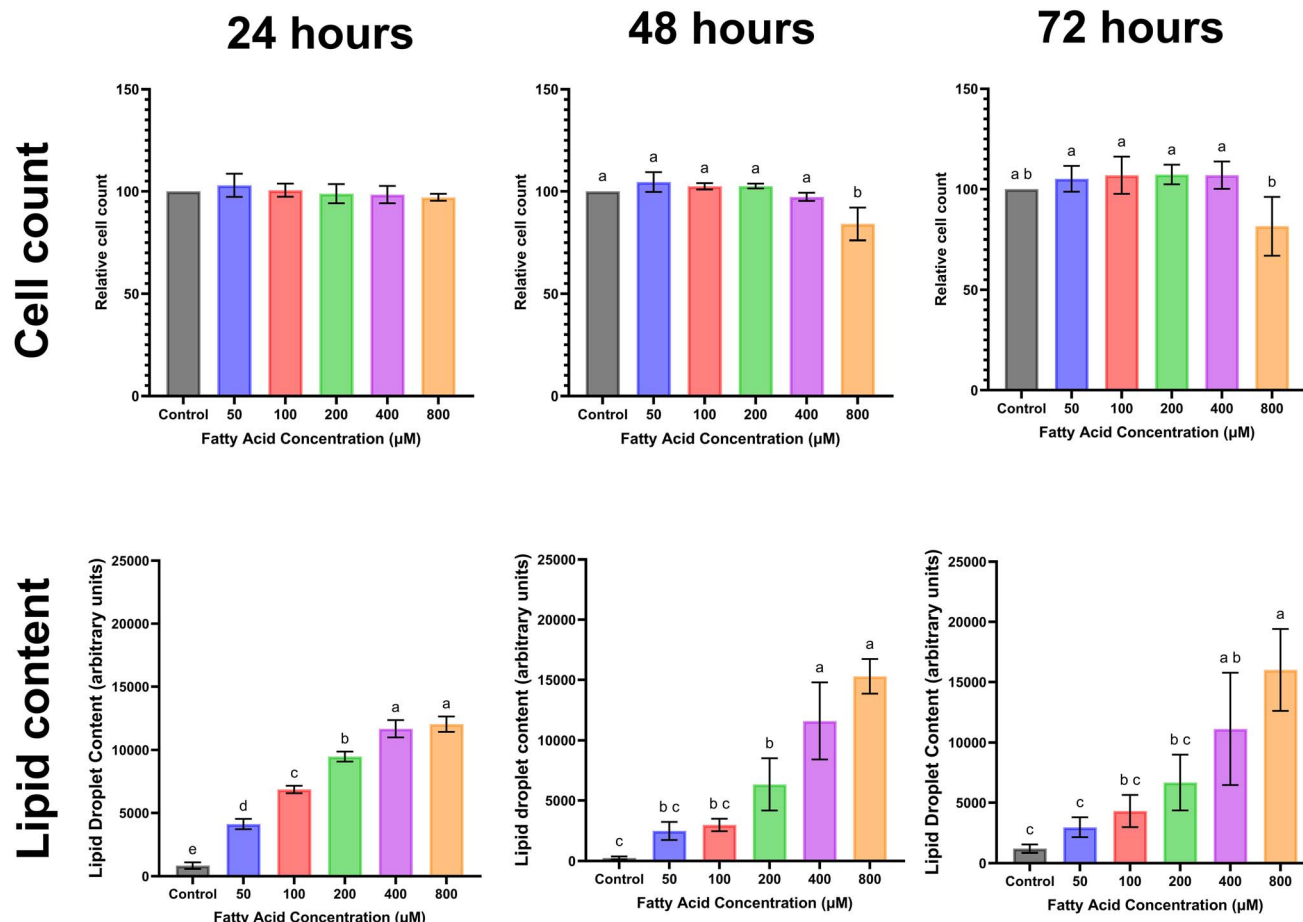 24 hours
48 hours
72 hours
Cell count
Relative cell count
150
100
50
0
Control 50 100 200 400 800
Fatty Acid Concentration (µM)
Relative cell count
150
100
50
0
a a a a a b
Control 50 100 200 400 800
Fatty Acid Concentration (µM)
Relative cell count
150
100
50
0
a b a a a a b
Control 50 100 200 400 800
Fatty Acid Concentration (µM)
Lipid content
Lipid Droplet Content (arbitrary units)
25000
20000
15000
10000
5000
0
e d c b a a
Control 50 100 200 400 800
Fatty Acid Concentration (µM)
Lipid droplet content (arbitrary units)
25000
20000
15000
10000
5000
0
c b c b c b a a
Control 50 100 200 400 800
Fatty Acid Concentration (µM)
Lipid Droplet Content (arbitrary units)
25000
20000
15000
10000
5000
0
c c b c b c a b a
Control 50 100 200 400 800
Fatty Acid Concentration (µM)